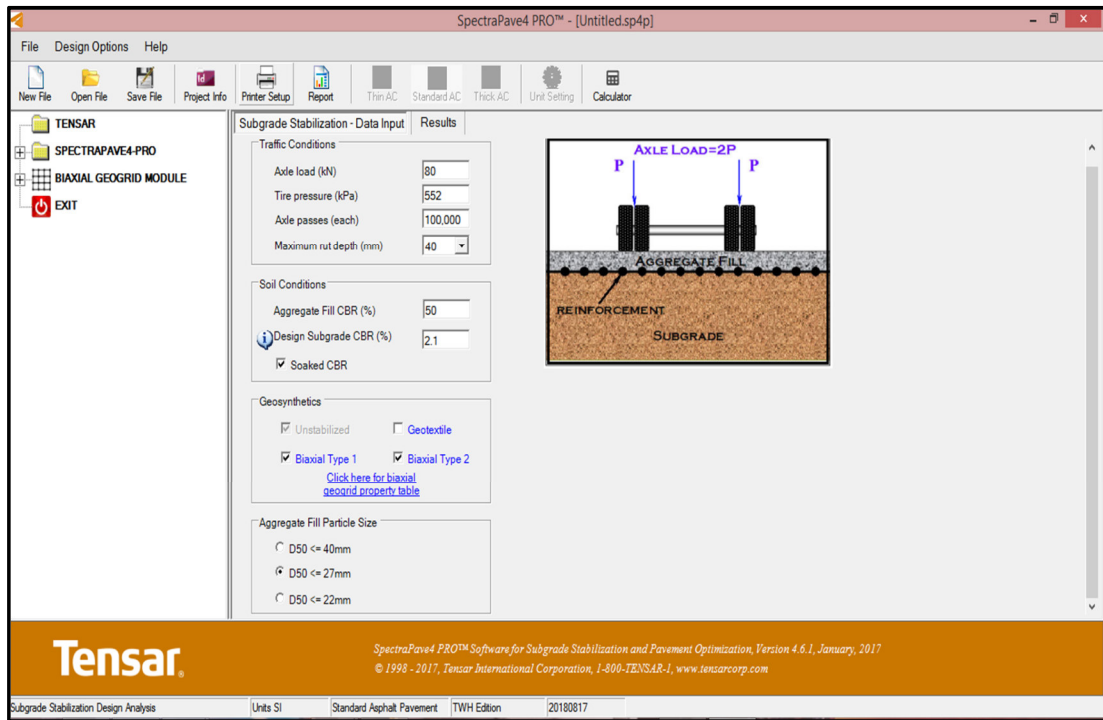 SpectraPave4 PRO™ - [Untitled.sp4p]
File Design Options Help
New File Open File Save File Project Info Printer Setup Report Thin AC Standard AC Thick AC Unit Setting Calculator
TENSAR
SPECTRAPAVE4-PRO
BIAXIAL GEOGRID MODULE
EXIT
Subgrade Stabilization - Data Input Results
Traffic Conditions
Axle load (kN) 80
Tire pressure (kPa) 552
Axle passes (each) 100,000
Maximum rut depth (mm) 40
Soil Conditions
Aggregate Fill CBR (%) 50
Design Subgrade CBR (%) 2.1
Soaked CBR
Geosynthetics
Unstabilized Geotextile
Biaxial Type 1 Biaxial Type 2
Click here for biaxial
geogrid property table
Aggregate Fill Particle Size
D50 <= 40mm
D50 <= 27mm
D50 <= 22mm
AXLE LOAD=2P
P P
AGGREGATE FILL
REINFORCEMENT
SUBGRADE
Tensar®
SpectraPave4 PRO™ Software for Subgrade Stabilization and Pavement Optimization, Version 4.6.1, January, 2017
© 1998 - 2017, Tensar International Corporation, 1-800-TENSAR-1, www.tensarcorp.com
Subgrade Stabilization Design Analysis Units SI Standard Asphalt Pavement TWH Edition 20180817